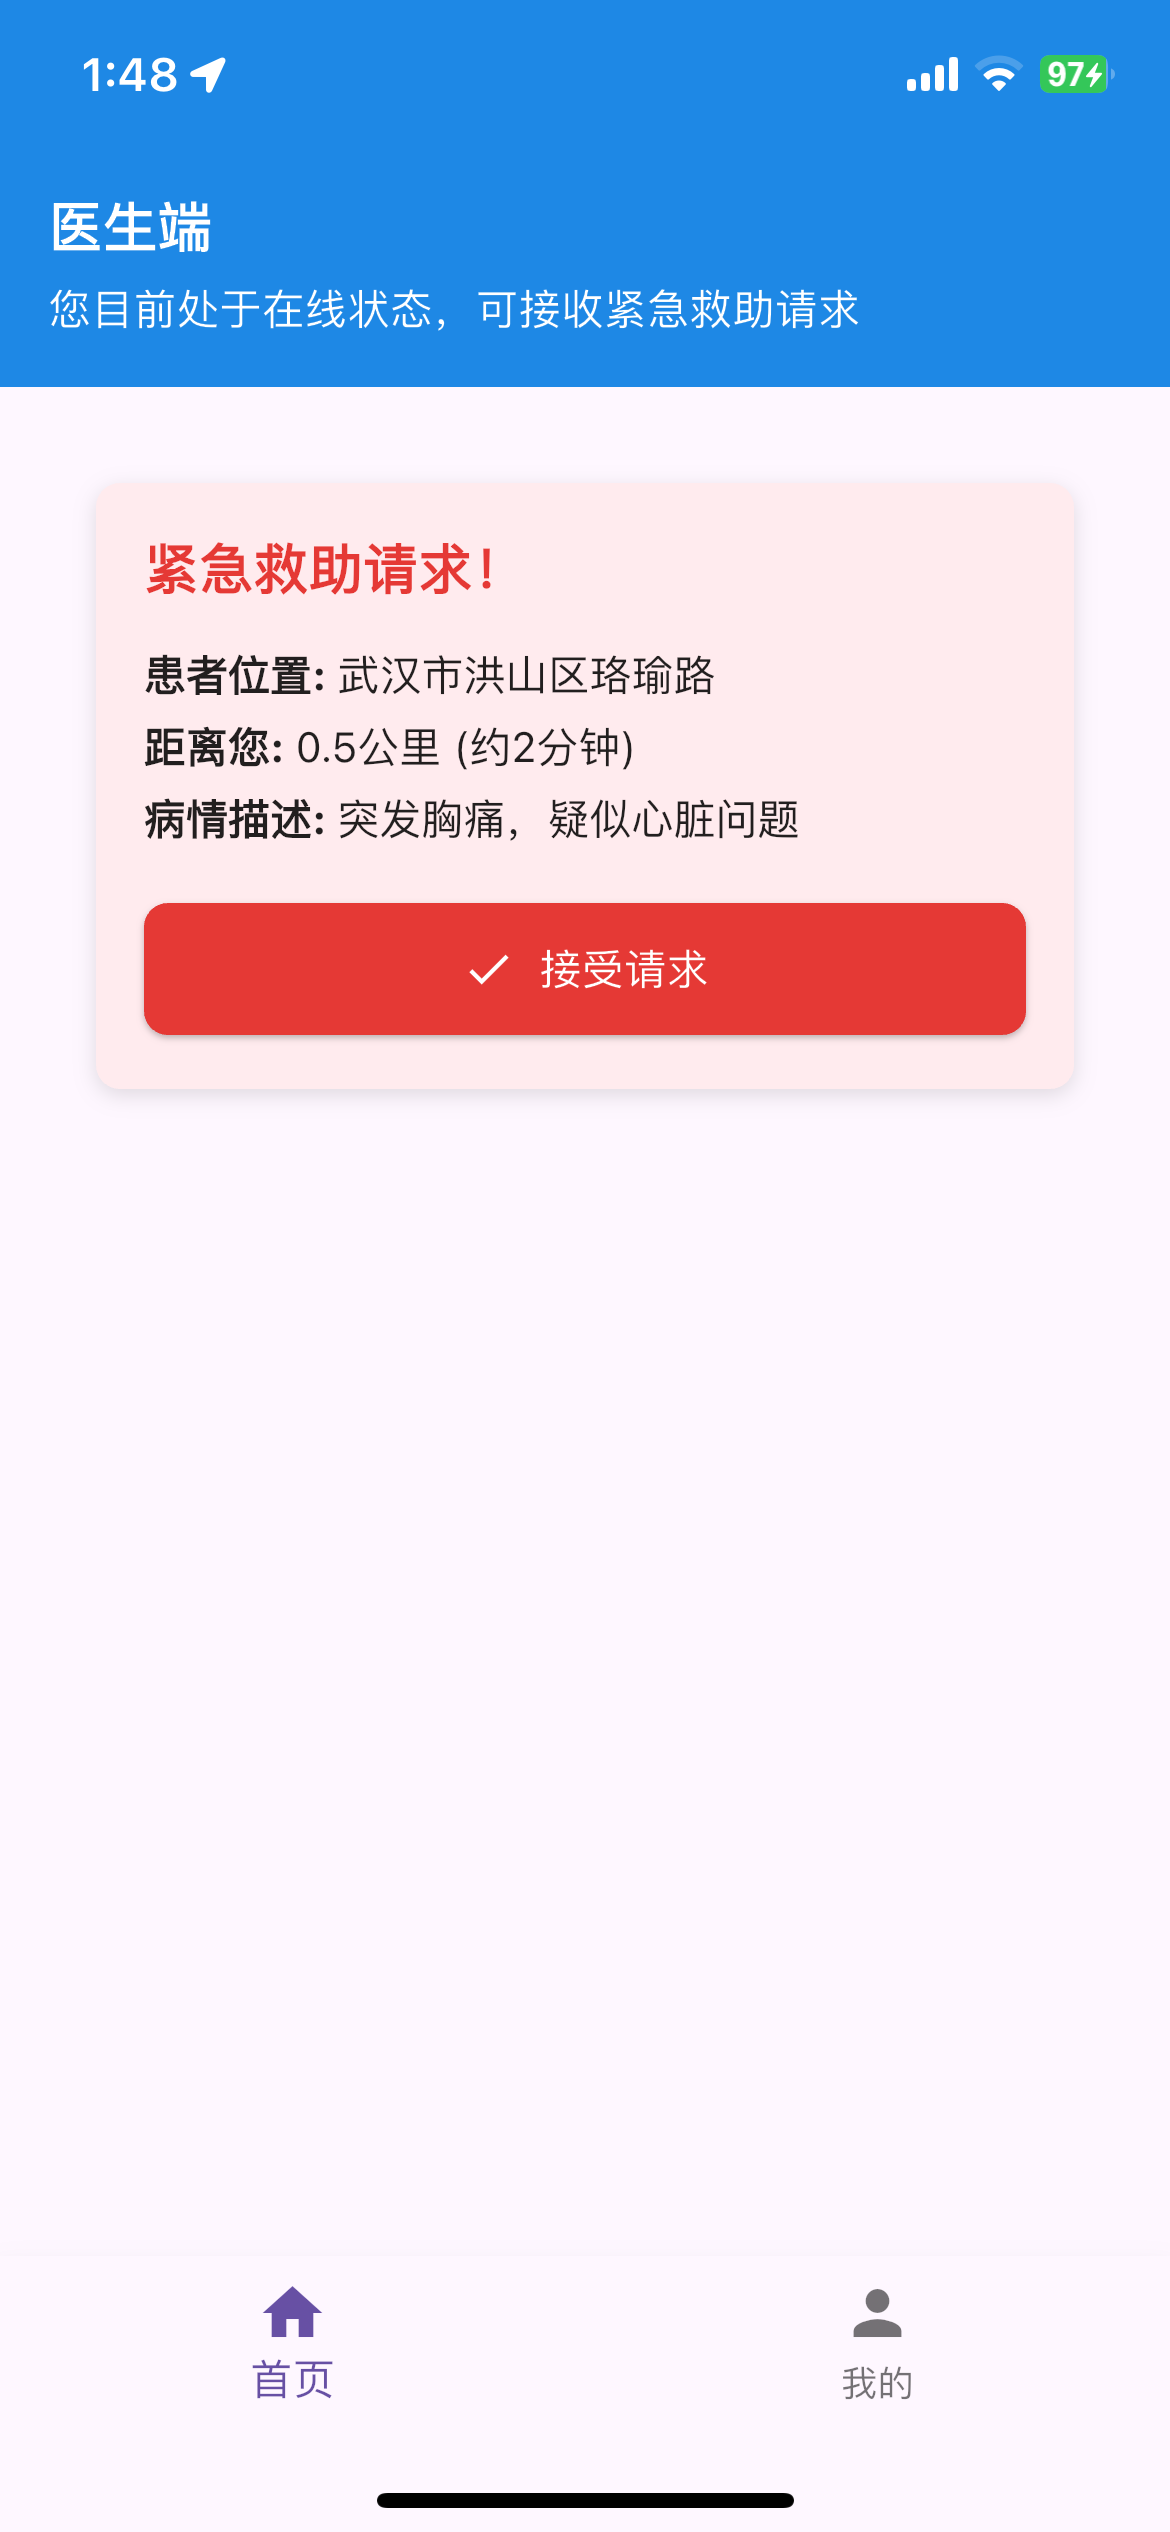 1:48
97
医生端
您目前处于在线状态，可接收紧急救助请求
紧急救助请求！
患者位置: 武汉市洪山区珞瑜路
距离您: 0.5公里 (约2分钟)
病情描述: 突发胸痛，疑似心脏问题
接受请求
首页
我的